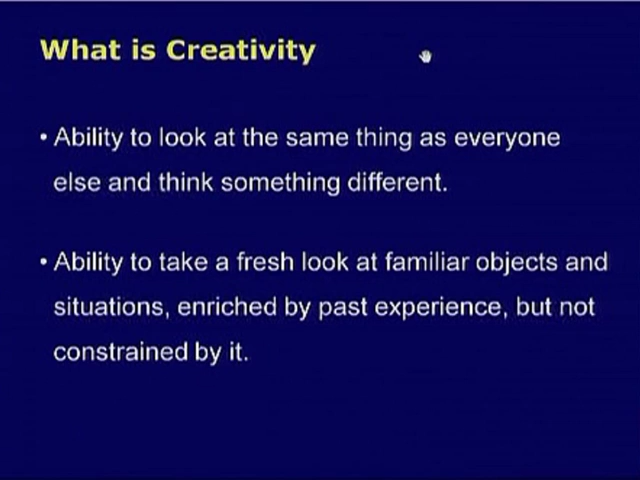 What is Creativity
• Ability to look at the same thing as everyone
else and think something different.
• Ability to take a fresh look at familiar objects and
situations, enriched by past experience, but not
constrained by it.